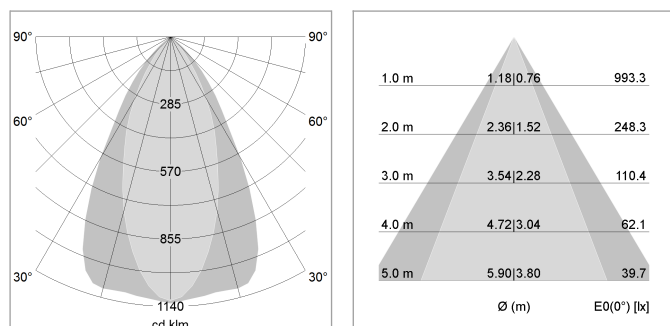 90° 90°
285
60° 60°
570
855
30° 30°
1140
cd klm
1.0 m 1.18|0.76 993.3
2.0 m 2.36|1.52 248.3
3.0 m 3.54|2.28 110.4
4.0 m 4.72|3.04 62.1
5.0 m 5.90|3.80 39.7
Ø (m) E0(0°) [lx]